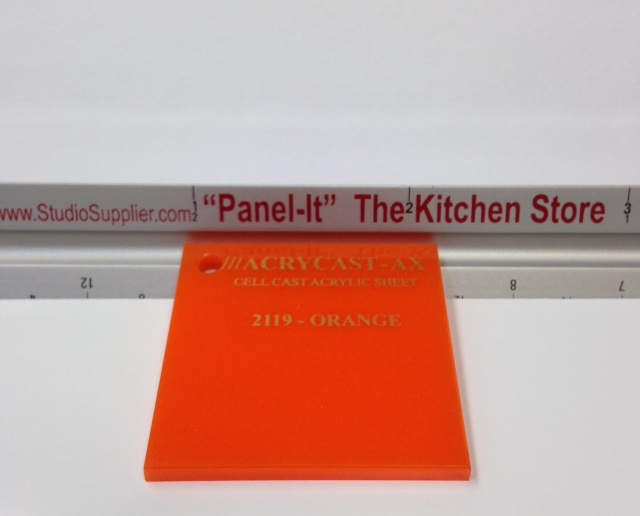 www.StudioSupplier.com 1/2 "Panel-It" The 2 Kitchen Store 3
12 8 7
///ACRYCAST-AX
CELL CAST ACRYLIC SHEET
2119 - ORANGE